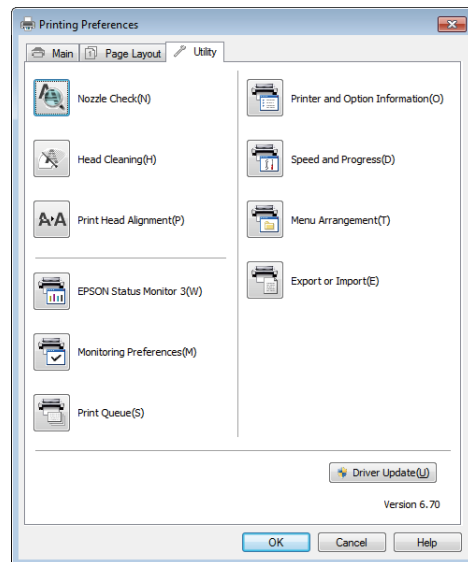 Printing Preferences
Main
Page Layout
Utility
Nozzle Check(N)
Head Cleaning(H)
Print Head Alignment(P)
EPSON Status Monitor 3(W)
Monitoring Preferences(M)
Print Queue(S)
Printer and Option Information(O)
Speed and Progress(D)
Menu Arrangement(T)
Export or Import(E)
Driver Update(U)
Version 6.70
OK
Cancel
Help